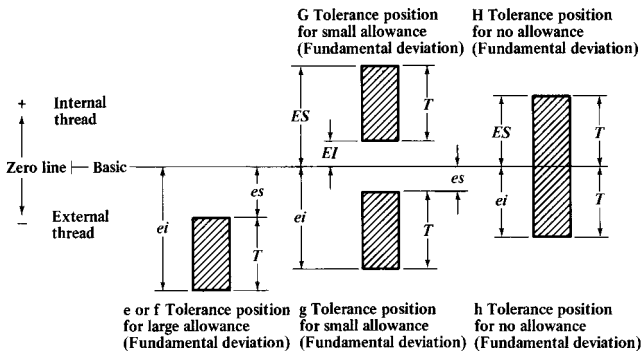 G Tolerance position
for small allowance
(Fundamental deviation)
H Tolerance position
for no allowance
(Fundamental deviation)
+ Internal
thread
ES
T
EI
ES
T
Zero line Basic
es
es
ei
ei
ei
T
T
T
– External
thread
e or f Tolerance position
for large allowance
(Fundamental deviation)
g Tolerance position
for small allowance
(Fundamental deviation)
h Tolerance position
for no allowance
(Fundamental deviation)